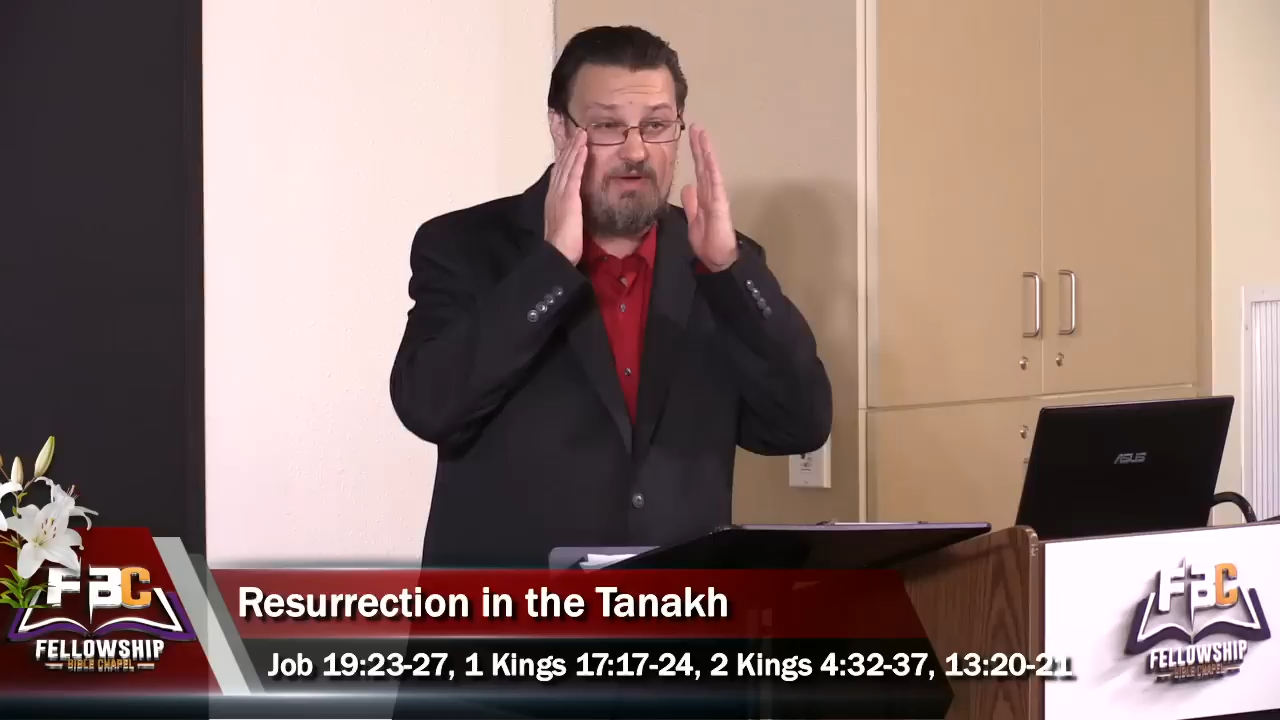 ASUS
Resurrection in the Tanakh
Job 19:23-27, 1 Kings 17:17-24, 2 Kings 4:32-37, 13:20-21
FBC
FELLOWSHIP
BIBLE CHAPEL
FBC
FELLOWSHIP
BIBLE CHAPEL